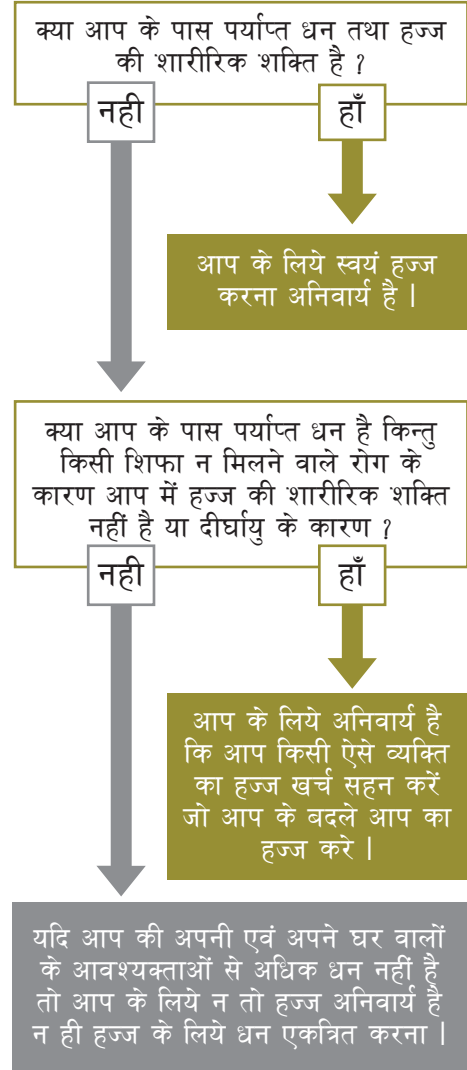 क्या आप के पास पर्याप्त धन तथा हज्ज
की शारीरिक शक्ति है ?
नही
हाँ
आप के लिये स्वयं हज्ज
करना अनिवार्य है |
क्या आप के पास पर्याप्त धन है किन्तु
किसी शिफा न मिलने वाले रोग के
कारण आप में हज्ज की शारीरिक शक्ति
नहीं है या दीर्घायु के कारण ?
नही
हाँ
आप के लिये अनिवार्य है
कि आप किसी ऐसे व्यक्ति
का हज्ज खर्च सहन करें
जो आप के बदले आप का
हज्ज करे |
यदि आप की अपनी एवं अपने घर वालों
के आवश्यक्ताओं से अधिक धन नहीं है
तो आप के लिये न तो हज्ज अनिवार्य है
न ही हज्ज के लिये धन एकत्रित करना |